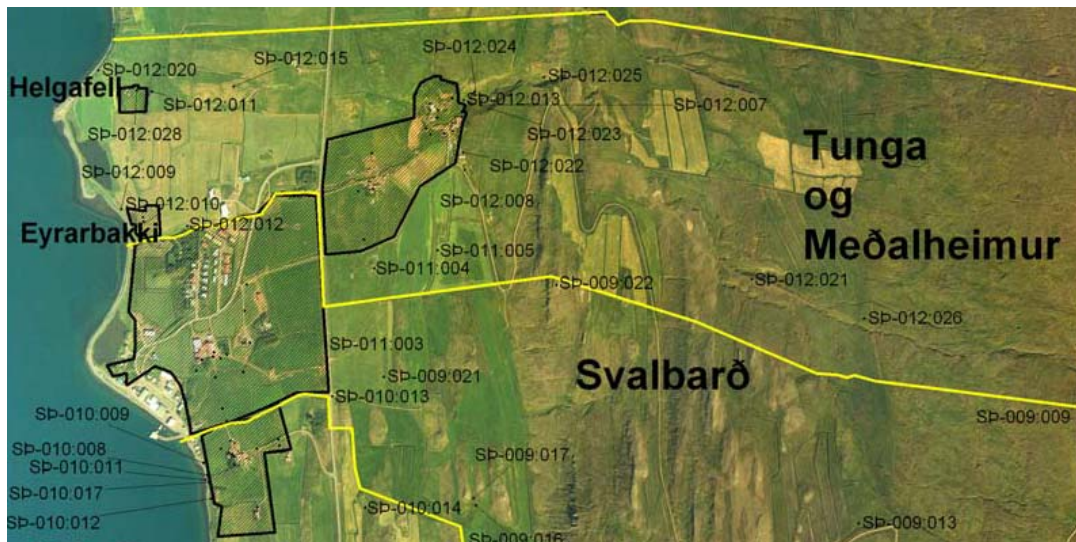 SÞ-012:024
SÞ-012:015
SÞ-012:020
SÞ-012:025
Helgafell
SÞ-012:011
SÞ-012:013
SÞ-012:007
SÞ-012:028
SÞ-012:023
Tunga
og
Meðalheimur
SÞ-012:009
SÞ-012:022
SÞ-012:010
SÞ-012:008
SÞ-012:012
Eyrarbakki
SÞ-011:005
SÞ-011:004
SÞ-009:022
SÞ-012:021
SÞ-012:026
SÞ-011:003
Svalbarð
SÞ-009:021
SÞ-010:013
SÞ-010:009
SÞ-009:009
SÞ-010:008
SÞ-009:017
SÞ-010:011
SÞ-010:017
SÞ-010:014
SÞ-010:012
SÞ-009:013
SÞ-009:016